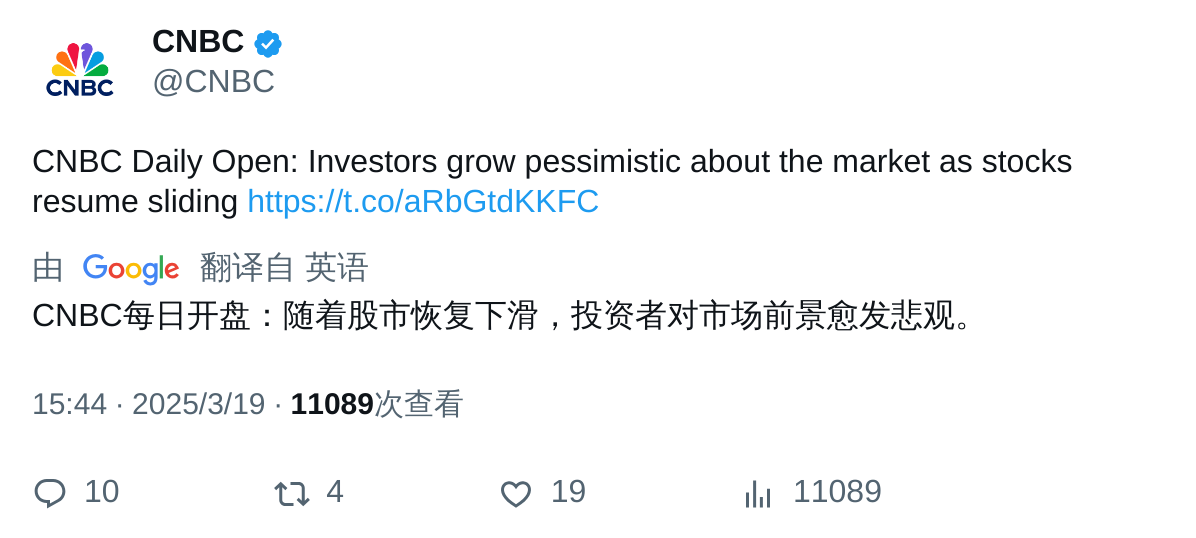 CNBC
CNBC
@CNBC
CNBC Daily Open: Investors grow pessimistic about the market as stocks
resume sliding https://t.co/aRbGtdKKFC
由 Google 翻译自 英语
CNBC每日开盘：随着股市恢复下滑，投资者对市场前景愈发悲观。
15:44 · 2025/3/19 · 11089次查看
10 4 19 11089